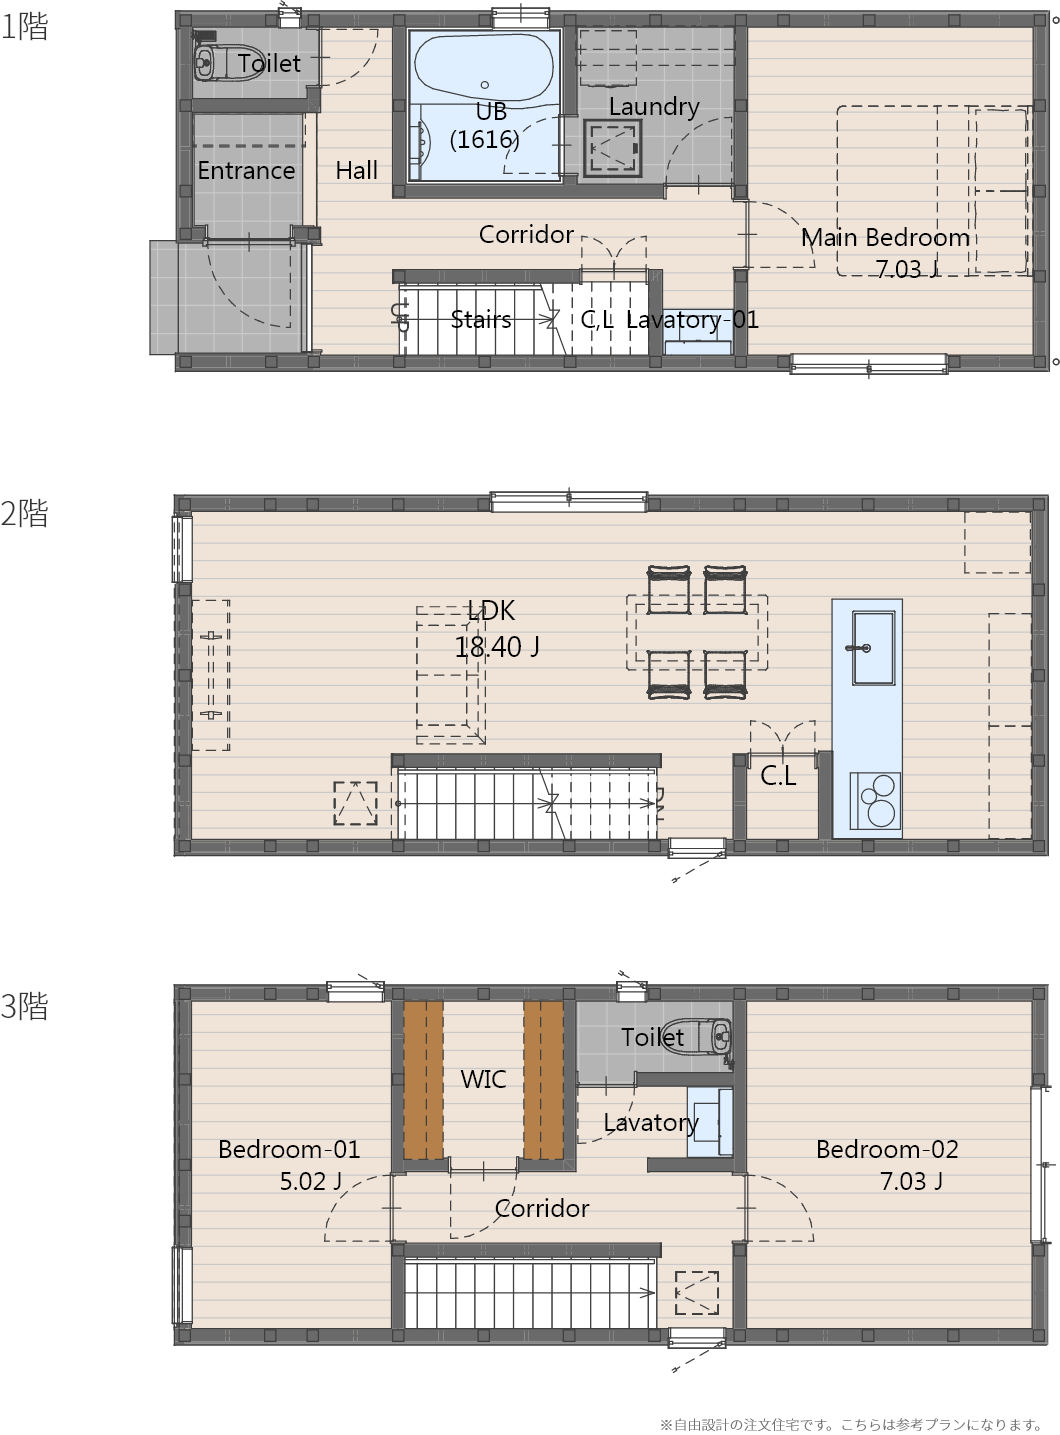 1階
Toilet
UB
(1616)
Laundry
Entrance
Hall
Corridor
Main Bedroom
7.03 J
UP
Stairs
C,L
Lavatory-01
2階
LDK
18.40 J
C.L
DN
3階
Toilet
WIC
Lavatory
Bedroom-01
5.02 J
Bedroom-02
7.03 J
Corridor
※自由設計の注文住宅です。こちらは参考プランになります。